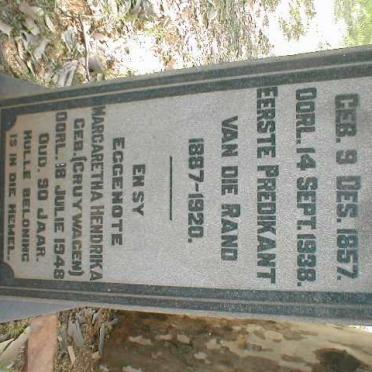 GEB. 9 DES. 1857.
OORL. 14 SEPT. 1938.
EERSTE PREDIKANT
VAN DIE RAND
1887-1920.
EN SY
EGGENOTE
MARGARETHA HENDRIKA
GEB. (CRUYWAGEN)
OORL. 18 JULIE 1948
OUD. 90 JAAR.
HULLE BELONING
IS IN DIE HEMEL.